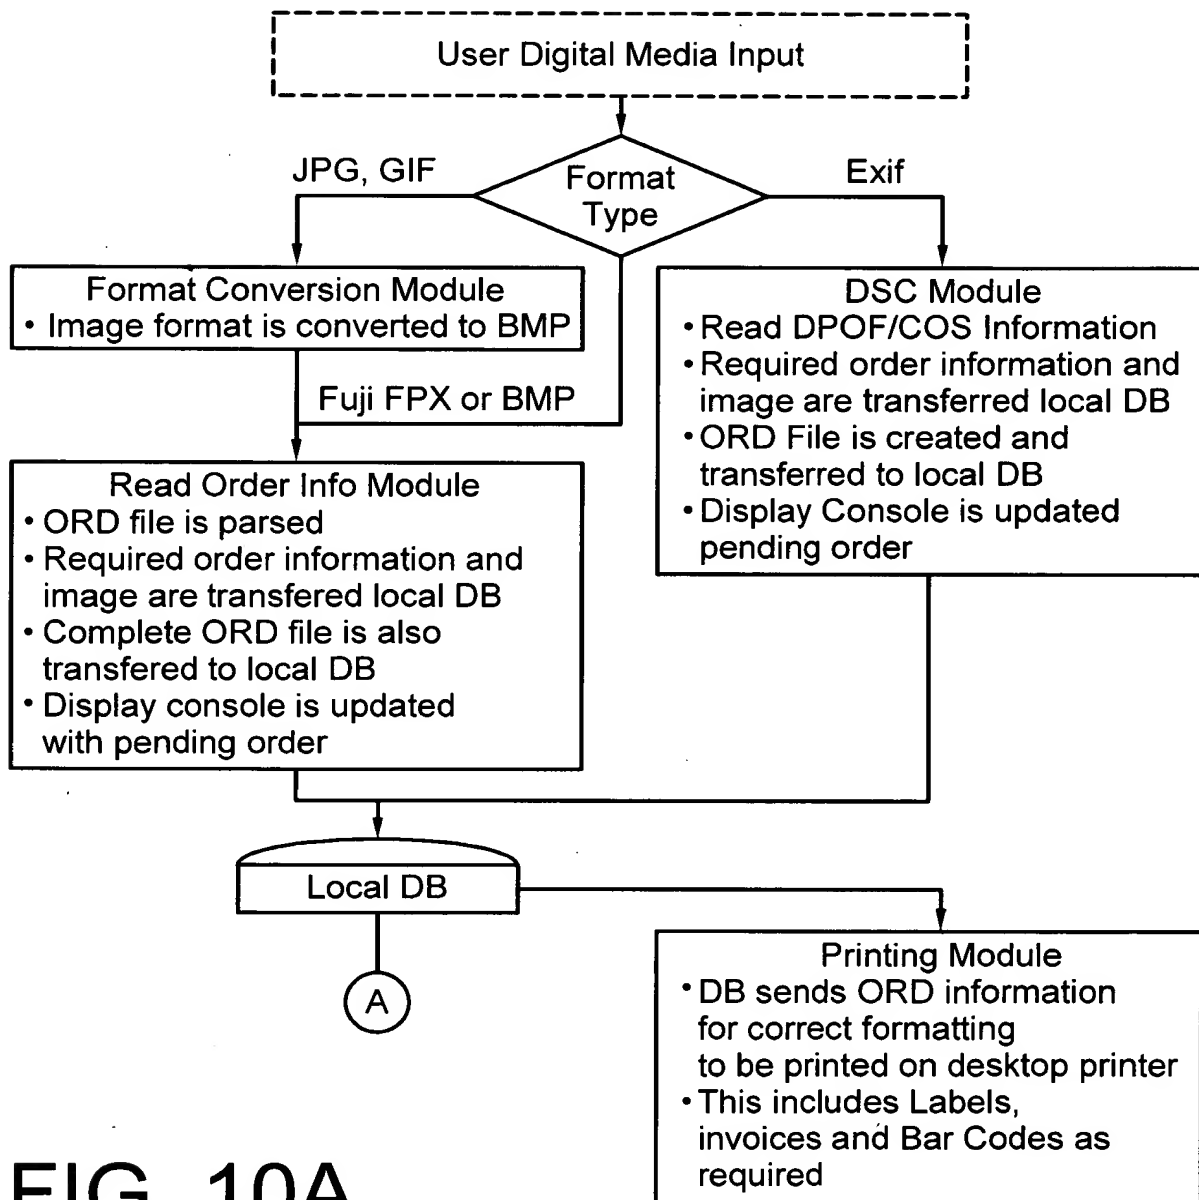 User Digital Media Input
JPG, GIF
Format
Type
Exif
Format Conversion Module
• Image format is converted to BMP
Fuji FPX or BMP
DSC Module
• Read DPOF/COS Information
• Required order information and
image are transferred local DB
• ORD File is created and
transferred to local DB
• Display Console is updated
pending order
Read Order Info Module
• ORD file is parsed
• Required order information and
image are transfered local DB
• Complete ORD file is also
transfered to local DB
• Display console is updated
with pending order
Local DB
A
Printing Module
• DB sends ORD information
for correct formatting
to be printed on desktop printer
• This includes Labels,
invoices and Bar Codes as
required
FIG. 10A